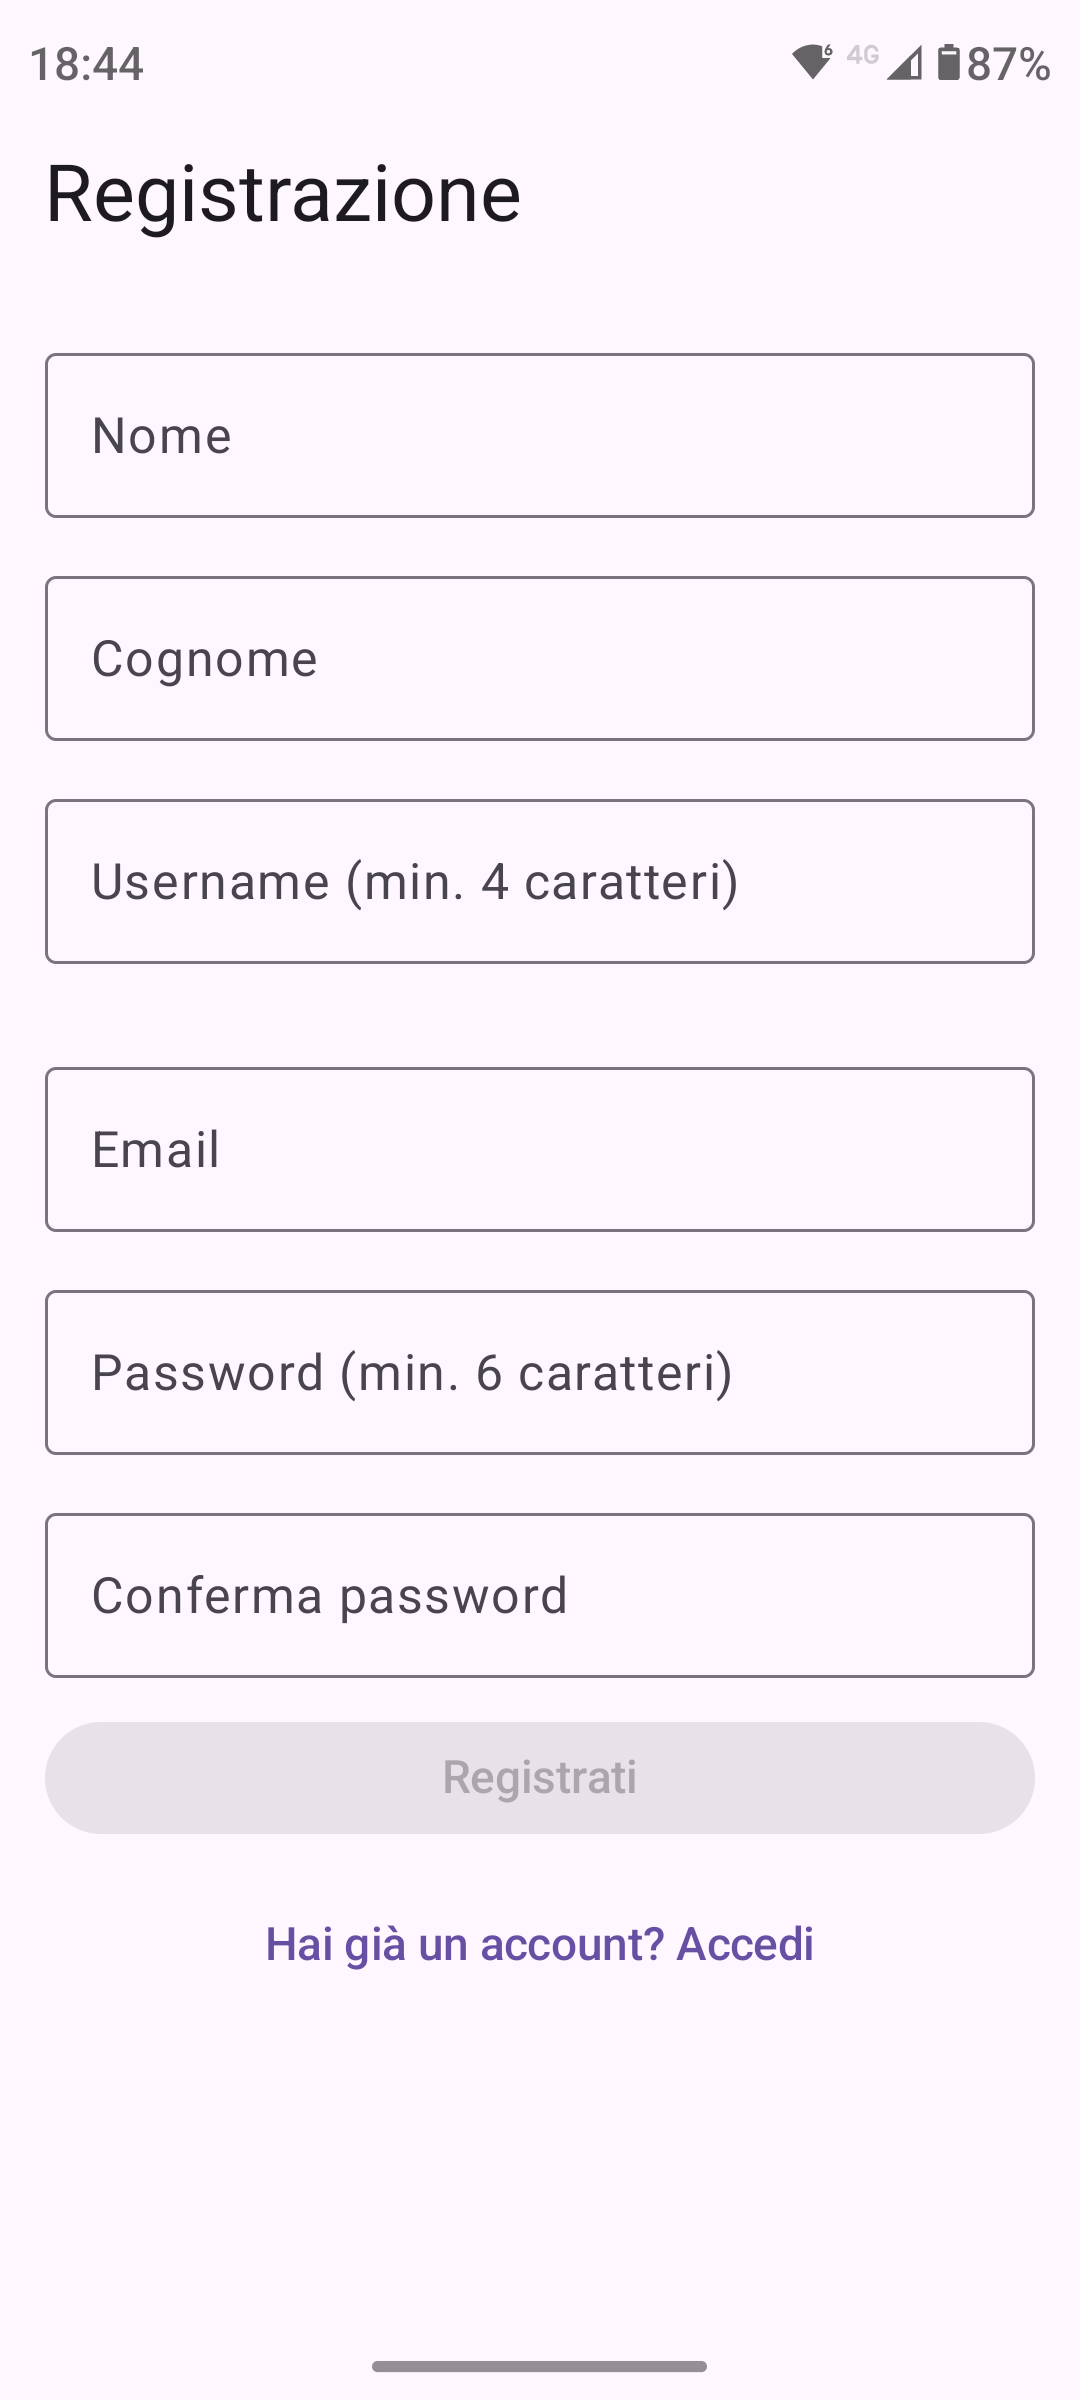 18:44
6 4G 87%
Registrazione
Nome
Cognome
Username (min. 4 caratteri)
Email
Password (min. 6 caratteri)
Conferma password
Registrati
Hai già un account? Accedi